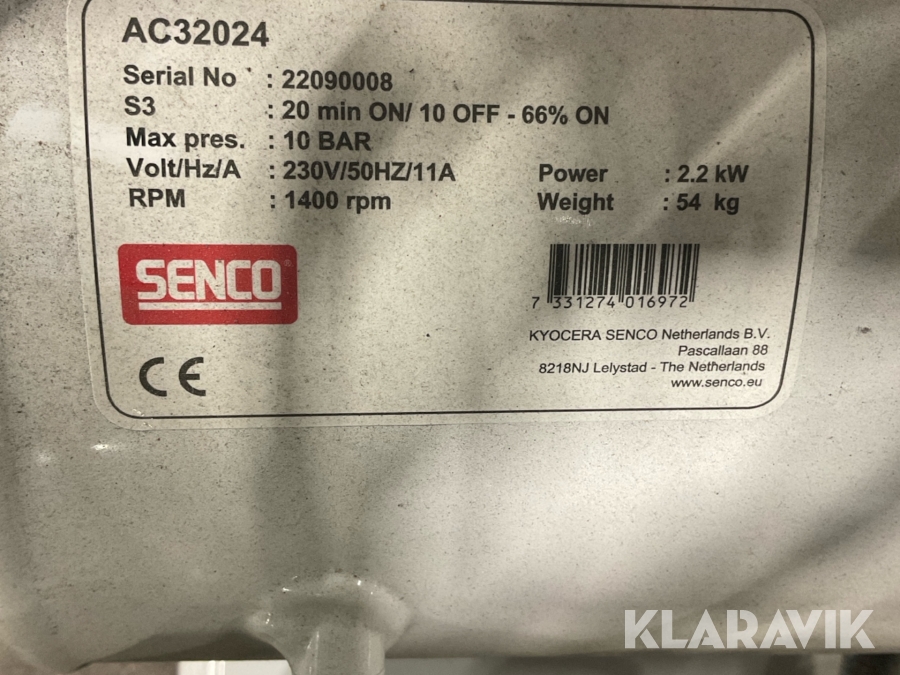 AC32024
Serial No : 22090008
S3 : 20 min ON/ 10 OFF - 66% ON
Max pres. : 10 BAR
Volt/Hz/A : 230V/50HZ/11A
RPM : 1400 rpm
Power : 2.2 kW
Weight : 54 kg
SENCO®
7 331274 016972
KYOCERA SENCO Netherlands B.V.
Pascallaan 88
8218NJ Lelystad - The Netherlands
www.senco.eu
CE
KLARAVIK